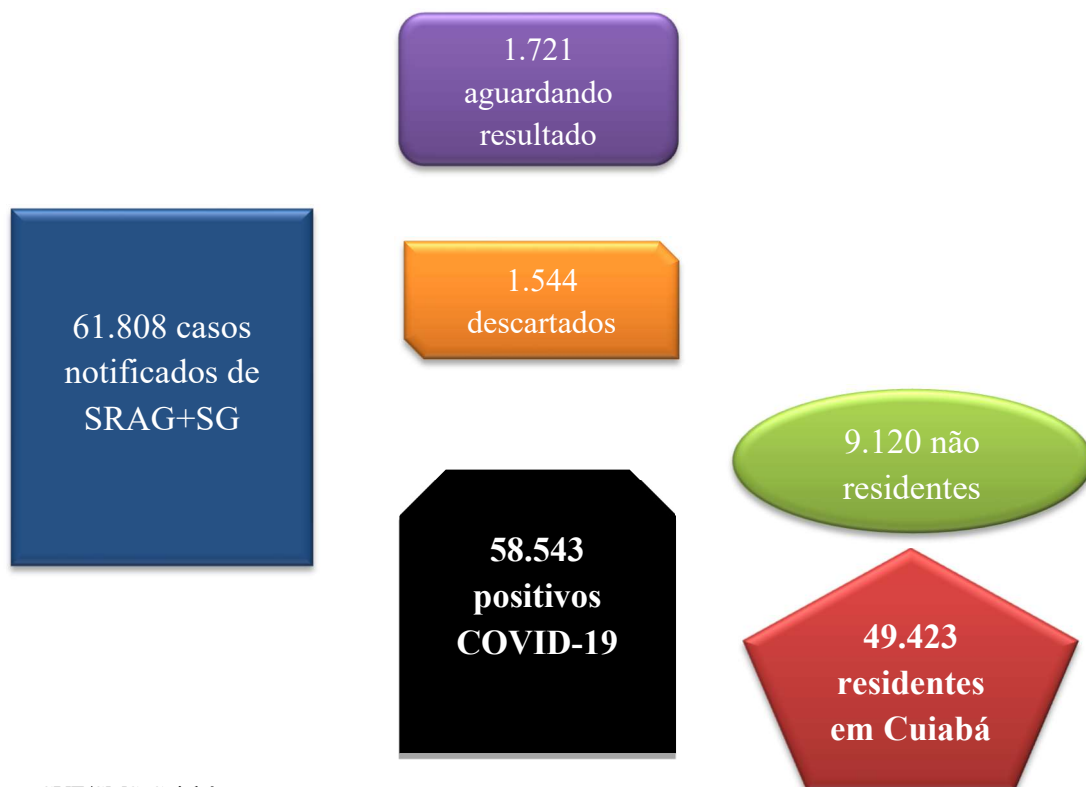 1.721
aguardando
resultado
1.544
descartados
61.808 casos
notificados de
SRAG+SG
9.120 não
residentes
58.543
positivos
COVID-19
49.423
residentes
em Cuiabá